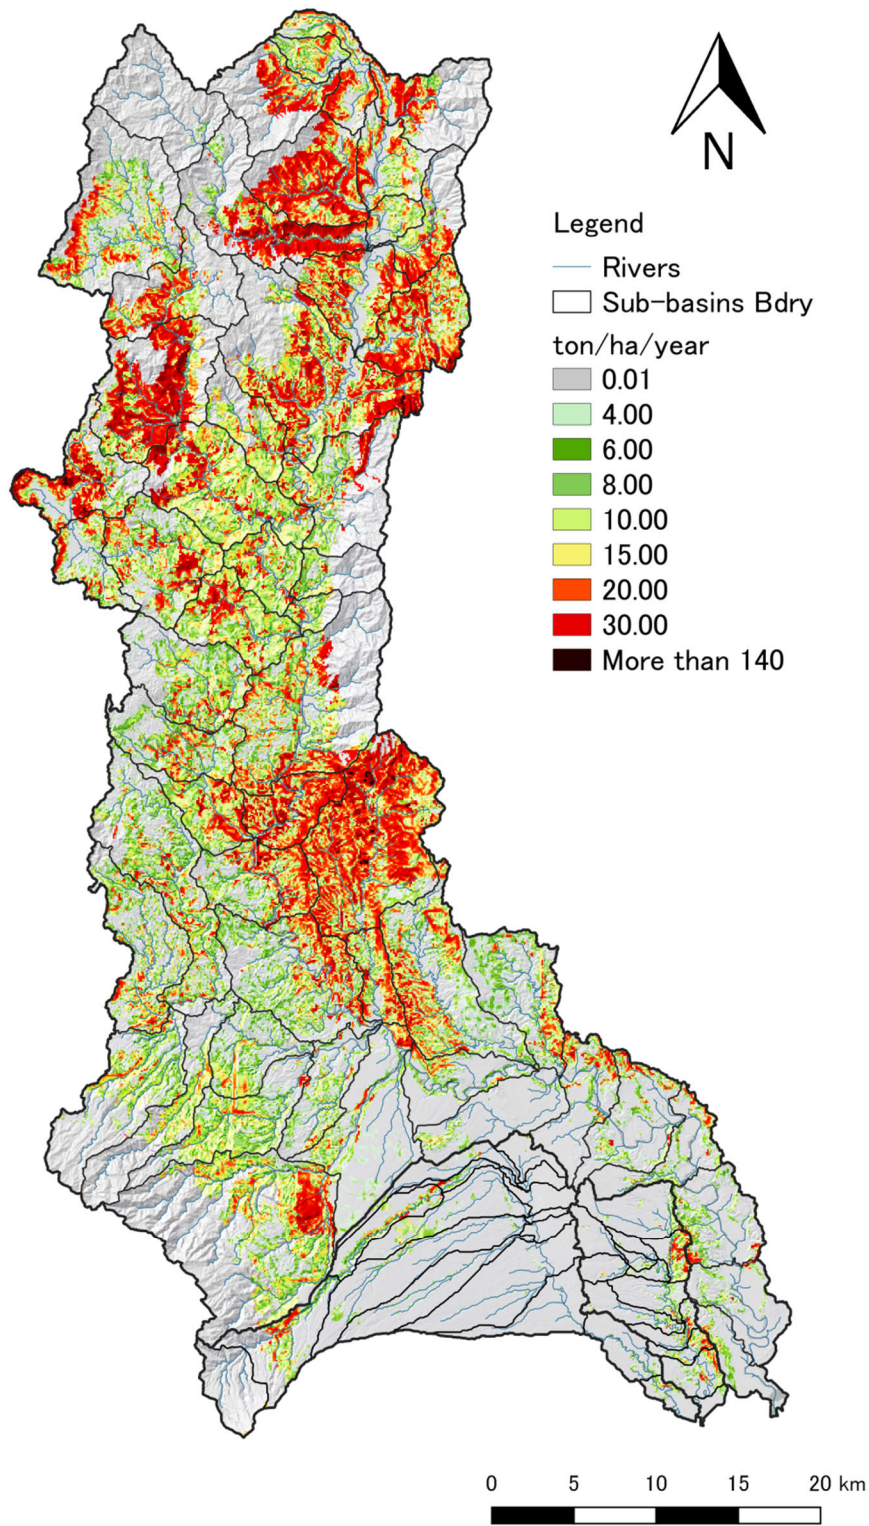 N
Legend
Rivers
Sub-basins Bdry
ton/ha/year
0.01
4.00
6.00
8.00
10.00
15.00
20.00
30.00
More than 140
0 5 10 15 20 km